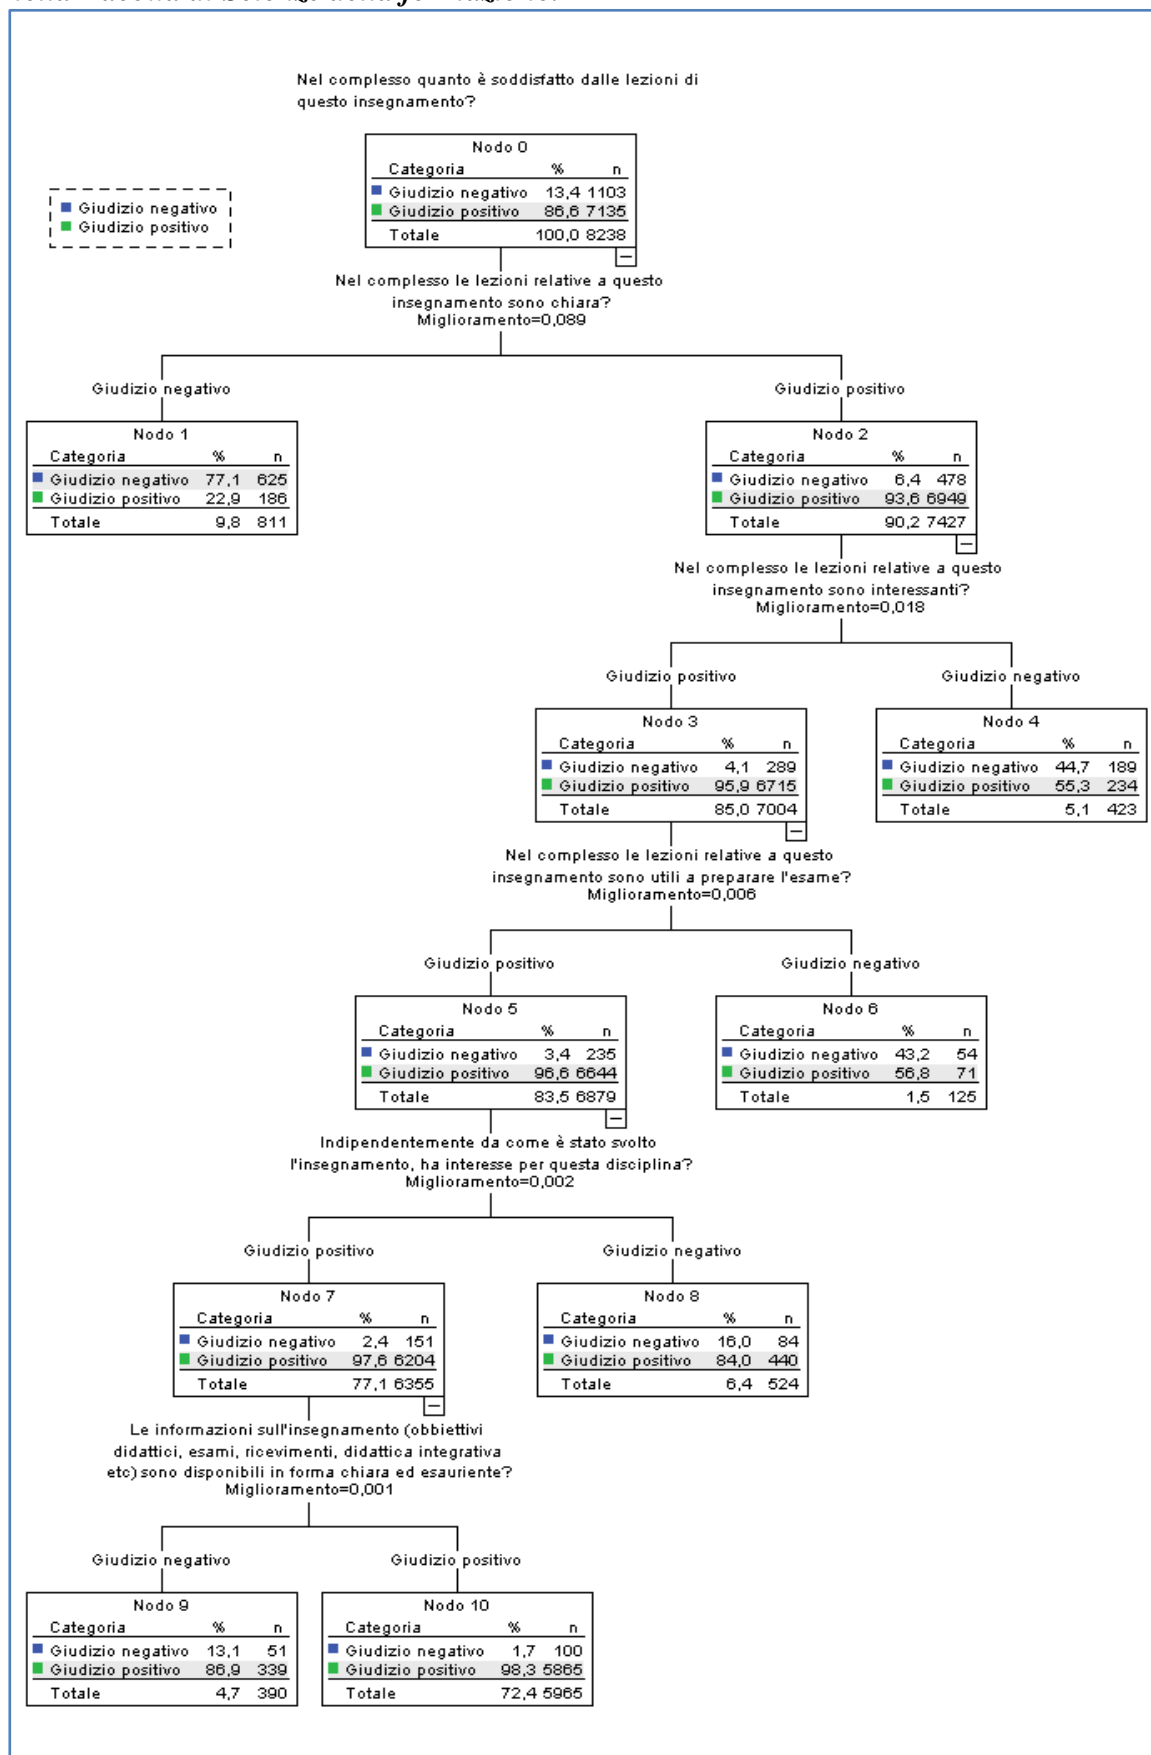 Nel complesso quanto è soddisfatto dalle lezioni di
questo insegnamento?
Nodo 0
Categoria % n
Giudizio negativo 13,4 1103
Giudizio positivo 86,6 7135
Totale 100,0 8238
Giudizio negativo
Giudizio positivo
Nel complesso le lezioni relative a questo
insegnamento sono chiara?
Miglioramento=0,089
Giudizio negativo
Giudizio positivo
Nodo 1
Categoria % n
Giudizio negativo 77,1 625
Giudizio positivo 22,9 186
Totale 9,8 811
Nodo 2
Categoria % n
Giudizio negativo 6,4 478
Giudizio positivo 93,6 6949
Totale 90,2 7427
Nel complesso le lezioni relative a questo
insegnamento sono interessanti?
Miglioramento=0,018
Giudizio positivo
Giudizio negativo
Nodo 3
Categoria % n
Giudizio negativo 4,1 289
Giudizio positivo 95,9 6715
Totale 85,0 7004
Nodo 4
Categoria % n
Giudizio negativo 44,7 189
Giudizio positivo 55,3 234
Totale 5,1 423
Nel complesso le lezioni relative a questo
insegnamento sono utili a preparare l'esame?
Miglioramento=0,006
Giudizio positivo
Giudizio negativo
Nodo 5
Categoria % n
Giudizio negativo 3,4 235
Giudizio positivo 96,6 6644
Totale 83,5 6879
Nodo 6
Categoria % n
Giudizio negativo 43,2 54
Giudizio positivo 56,8 71
Totale 1,5 125
Indipendentemente da come è stato svolto
l'insegnamento, ha interesse per questa disciplina?
Miglioramento=0,002
Giudizio positivo
Giudizio negativo
Nodo 7
Categoria % n
Giudizio negativo 2,4 151
Giudizio positivo 97,6 6204
Totale 77,1 6355
Nodo 8
Categoria % n
Giudizio negativo 16,0 84
Giudizio positivo 84,0 440
Totale 6,4 524
Le informazioni sull'insegnamento (obbiettivi
didattici, esami, ricevimenti, didattica integrativa
etc) sono disponibili in forma chiara ed esauriente?
Miglioramento=0,001
Giudizio negativo
Giudizio positivo
Nodo 9
Categoria % n
Giudizio negativo 13,1 51
Giudizio positivo 86,9 339
Totale 4,7 390
Nodo 10
Categoria % n
Giudizio negativo 1,7 100
Giudizio positivo 98,3 5865
Totale 72,4 5965